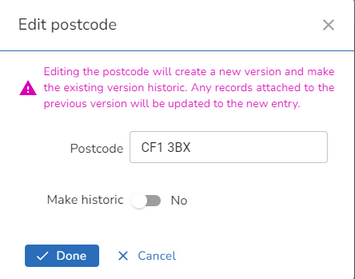 Edit postcode
Editing the postcode will create a new version and make
the existing version historic. Any records attached to the
previous version will be updated to the new entry.
Postcode CF1 3BX
Make historic No
Done Cancel